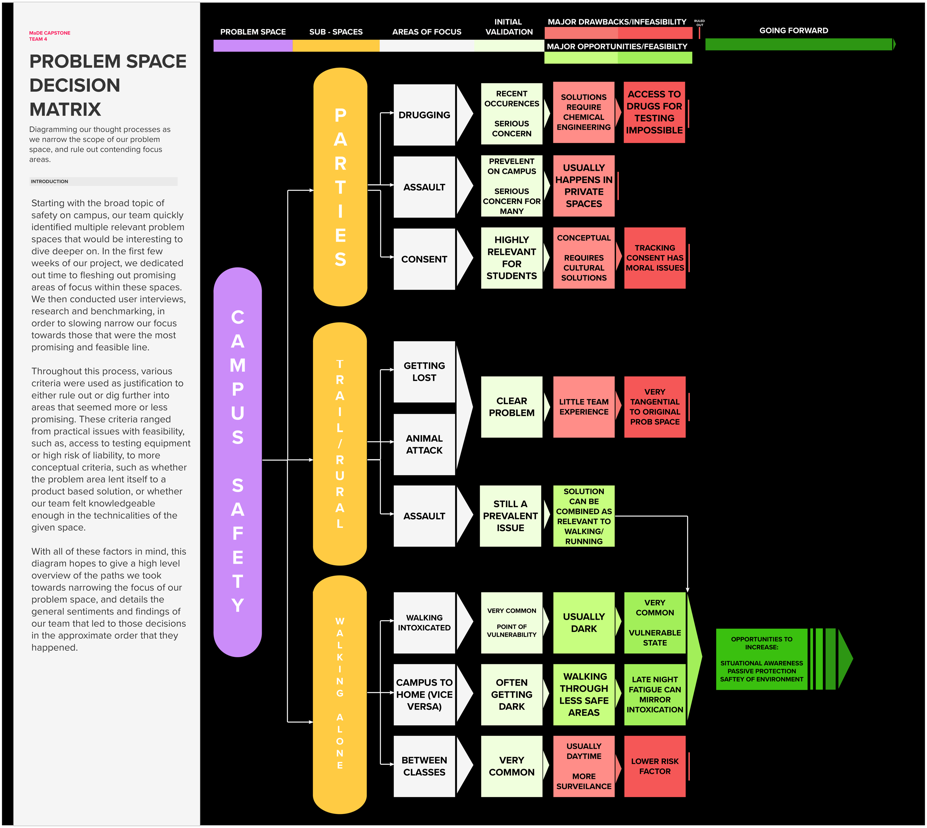 MaDE CAPSTONE
TEAM 4
PROBLEM SPACE
DECISION
MATRIX
Diagramming our thought processes as
we narrow the scope of our problem
space, and rule out contending focus
areas.
INTRODUCTION
Starting with the broad topic of
safety on campus, our team quickly
identified multiple relevant problem
spaces that would be interesting to
dive deeper on. In the first few
weeks of our project, we dedicated
out time to fleshing out promising
areas of focus within these spaces.
We then conducted user interviews,
research and benchmarking, in
order to slowing narrow our focus
towards those that were the most
promising and feasible line.
Throughout this process, various
criteria were used as justification to
either rule out or dig further into
areas that seemed more or less
promising. These criteria ranged
from practical issues with feasibility,
such as, access to testing equipment
or high risk of liability, to more
conceptual criteria, such as whether
the problem area lent itself to a
product based solution, or whether
our team felt knowledgeable
enough in the technicalities of the
given space.
With all of these factors in mind, this
diagram hopes to give a high level
overview of the paths we took
towards narrowing the focus of our
problem space, and details the
general sentiments and findings of
our team that led to those decisions
in the approximate order that they
happened.
PROBLEM SPACE
SUB - SPACES
AREAS OF FOCUS
INITIAL
VALIDATION
MAJOR DRAWBACKS/INFEASIBILITY
MAJOR OPPORTUNITIES/FEASIBILTY
RULED
OUT
GOING FORWARD
CAMPUS SAFETY
PARTIES
DRUGGING
RECENT
OCCURENCES
SERIOUS
CONCERN
SOLUTIONS
REQUIRE
CHEMICAL
ENGINEERING
ACCESS TO
DRUGS FOR
TESTING
IMPOSSIBLE
ASSAULT
PREVELENT
ON CAMPUS
SERIOUS
CONCERN FOR
MANY
USUALLY
HAPPENS IN
PRIVATE
SPACES
CONSENT
HIGHLY
RELEVANT
FOR
STUDENTS
CONCEPTUAL
REQUIRES
CULTURAL
SOLUTIONS
TRACKING
CONSENT HAS
MORAL ISSUES
TRAIL/RURAL
GETTING
LOST
ANIMAL
ATTACK
CLEAR
PROBLEM
LITTLE TEAM
EXPERIENCE
VERY
TANGENTIAL
TO ORIGINAL
PROB SPACE
ASSAULT
STILL A
PREVALENT
ISSUE
SOLUTION
CAN BE
COMBINED AS
RELEVANT TO
WALKING/
RUNNING
WALKING ALONE
WALKING
INTOXICATED
VERY COMMON
POINT OF
VULNERABILITY
USUALLY
DARK
VERY
COMMON
VULNERABLE
STATE
CAMPUS TO
HOME (VICE
VERSA)
OFTEN
GETTING
DARK
WALKING
THROUGH
LESS SAFE
AREAS
LATE NIGHT
FATIGUE CAN
MIRROR
INTOXICATION
BETWEEN
CLASSES
VERY
COMMON
USUALLY
DAYTIME
MORE
SURVEILANCE
LOWER RISK
FACTOR
OPPORTUNITIES TO
INCREASE:
SITUATIONAL AWARENESS
PASSIVE PROTECTION
SAFTEY OF ENVIRONMENT